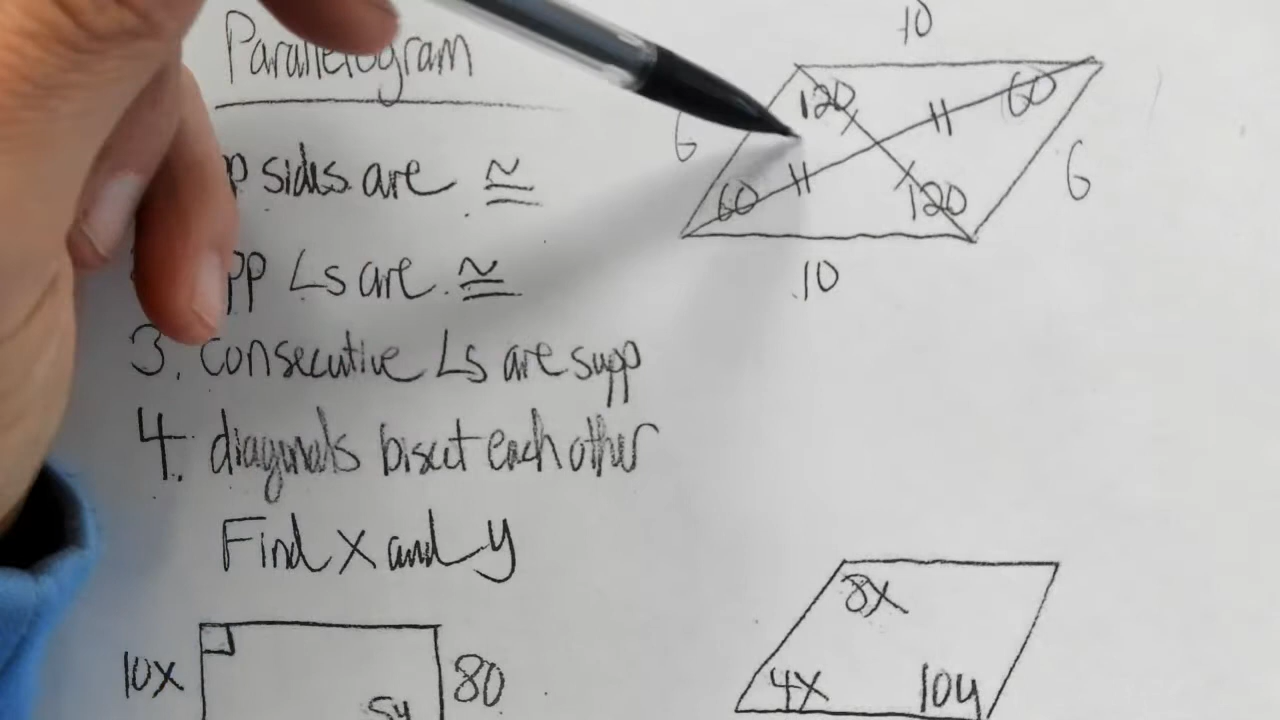 Parallelogram
sides are ≅
∠s are ≅
3. Consecutive ∠s are supp
4. diagonals bisect each other
Find x and y
10x
80
5y
10
120
60
6
60
120
6
10
8x
4x
10y